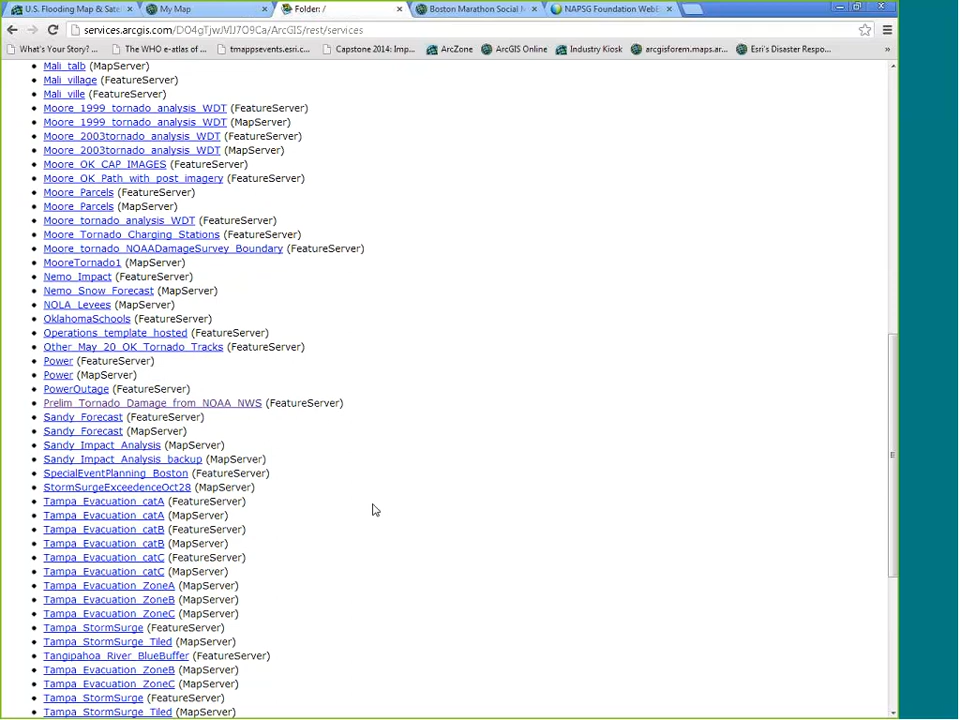 U.S. Flooding Map & Sate
My Map
Folder: /
Boston Marathon Social M
NAPSG Foundation WebE
services.arcgis.com/DO4gTjwJVIJ7O9Ca/ArcGIS/rest/services
What's Your Story? ...
The WHO e-atlas of ...
tmappsevents.esri.c...
Capstone 2014: Imp...
ArcZone
ArcGIS Online
Industry Kiosk
arcgisforem.maps.ar...
Esri's Disaster Respo...
»
Mali_talb (MapServer)
Mali_village (FeatureServer)
Mali_ville (FeatureServer)
Moore_1999_tornado_analysis_WDT (FeatureServer)
Moore_1999_tornado_analysis_WDT (MapServer)
Moore_2003tornado_analysis_WDT (FeatureServer)
Moore_2003tornado_analysis_WDT (MapServer)
Moore_OK_CAP_IMAGES (FeatureServer)
Moore_OK_Path_with_post_imagery (FeatureServer)
Moore_Parcels (FeatureServer)
Moore_Parcels (MapServer)
Moore_tornado_analysis_WDT (FeatureServer)
Moore_Tornado_Charging_Stations (FeatureServer)
Moore_tornado_NOAADamageSurvey_Boundary (FeatureServer)
MooreTornado1 (MapServer)
Nemo_Impact (FeatureServer)
Nemo_Snow_Forecast (MapServer)
NOLA_Levees (MapServer)
OklahomaSchools (FeatureServer)
Operations_template_hosted (FeatureServer)
Other_May_20_OK_Tornado_Tracks (FeatureServer)
Power (FeatureServer)
Power (MapServer)
PowerOutage (FeatureServer)
Prelim_Tornado_Damage_from_NOAA_NWS (FeatureServer)
Sandy_Forecast (FeatureServer)
Sandy_Forecast (MapServer)
Sandy_Impact_Analysis (MapServer)
Sandy_Impact_Analysis_backup (MapServer)
SpecialEventPlanning_Boston (FeatureServer)
StormSurgeExceedenceOct28 (MapServer)
Tampa_Evacuation_catA (FeatureServer)
Tampa_Evacuation_catA (MapServer)
Tampa_Evacuation_catB (FeatureServer)
Tampa_Evacuation_catB (MapServer)
Tampa_Evacuation_catC (FeatureServer)
Tampa_Evacuation_catC (MapServer)
Tampa_Evacuation_ZoneA (MapServer)
Tampa_Evacuation_ZoneB (MapServer)
Tampa_Evacuation_ZoneC (MapServer)
Tampa_StormSurge (FeatureServer)
Tampa_StormSurge_Tiled (MapServer)
Tangipahoa_River_BlueBuffer (FeatureServer)
Tampa_Evacuation_ZoneB (MapServer)
Tampa_Evacuation_ZoneC (MapServer)
Tampa_StormSurge (FeatureServer)
Tampa_StormSurge_Tiled (MapServer)